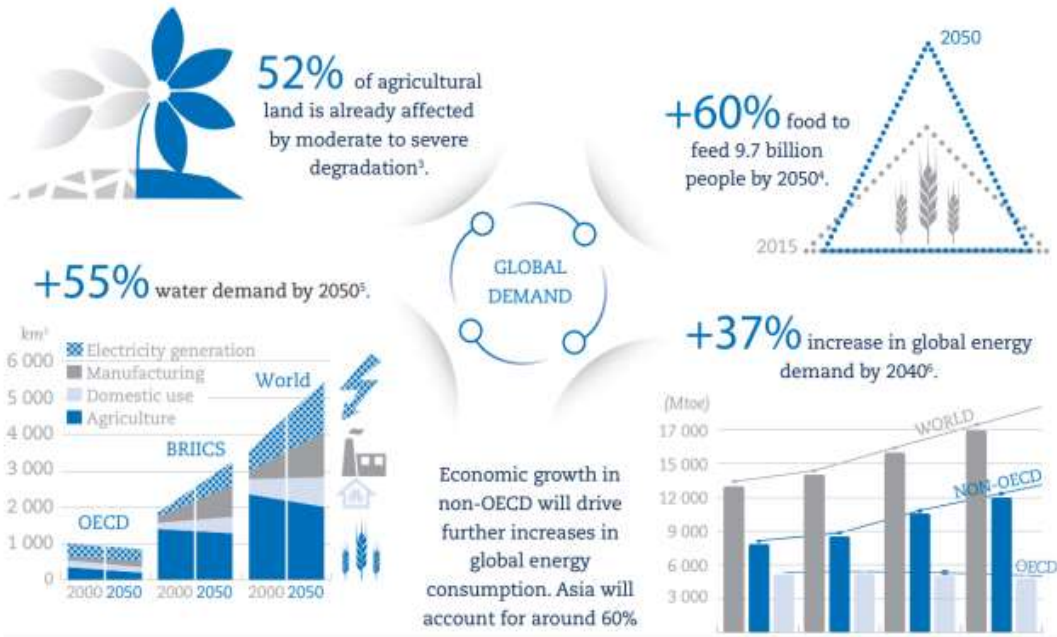 52% of agricultural
land is already affected
by moderate to severe
degradation³.
2050
+60% food to
feed 9.7 billion
people by 2050⁴.
2015
GLOBAL
DEMAND
+55% water demand by 2050⁵.
km³
Electricity generation
Manufacturing
Domestic use
Agriculture
6 000
5 000
4 000
3 000
2 000
1 000
0
OECD
BRIICS
World
2000 2050 2000 2050 2000 2050
Economic growth in
non-OECD will drive
further increases in
global energy
consumption. Asia will
account for around 60%
+37% increase in global energy
demand by 2040⁶.
(Mtoe)
17 000
15 000
12 000
9 000
6 000
3 000
WORLD
NON-OECD
OECD